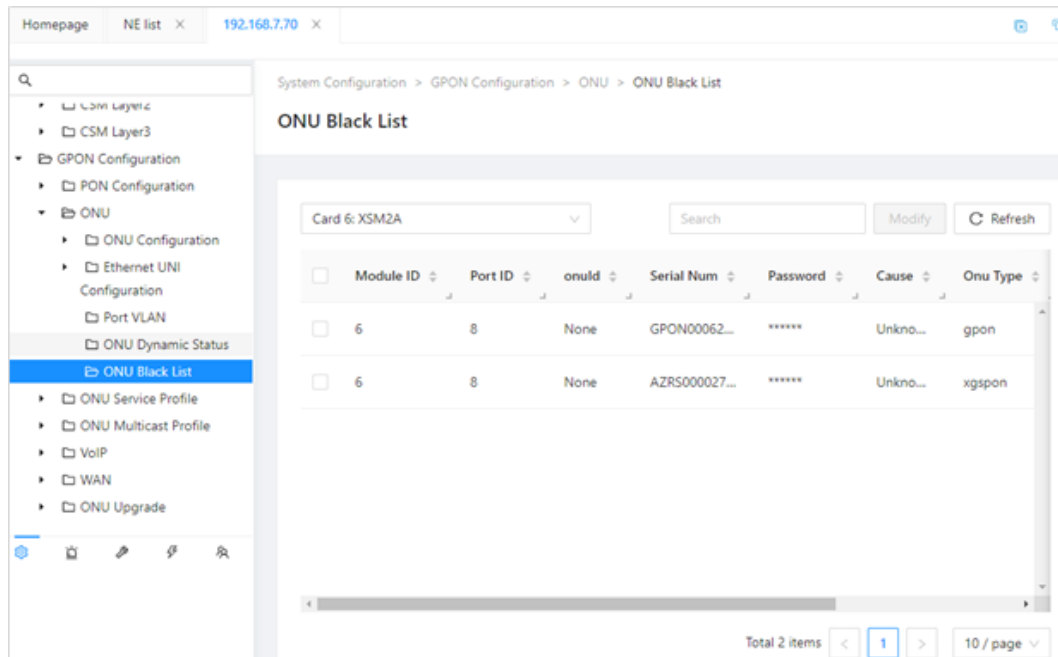 Homepage NE list 192.168.7.70
System Configuration > GPON Configuration > ONU > ONU Black List
ONU Black List
CSM Layer2
CSM Layer3
GPON Configuration
PON Configuration
ONU
ONU Configuration
Ethernet UNI
Configuration
Port VLAN
ONU Dynamic Status
ONU Black List
ONU Service Profile
ONU Multicast Profile
VoIP
WAN
ONU Upgrade
Card 6: XSM2A Search Modify Refresh
Module ID Port ID onuId Serial Num Password Cause Onu Type
6 8 None GPON00062... ****** Unkno... gpon
6 8 None AZRS000027... ****** Unkno... xgspon
Total 2 items < 1 > 10 / page